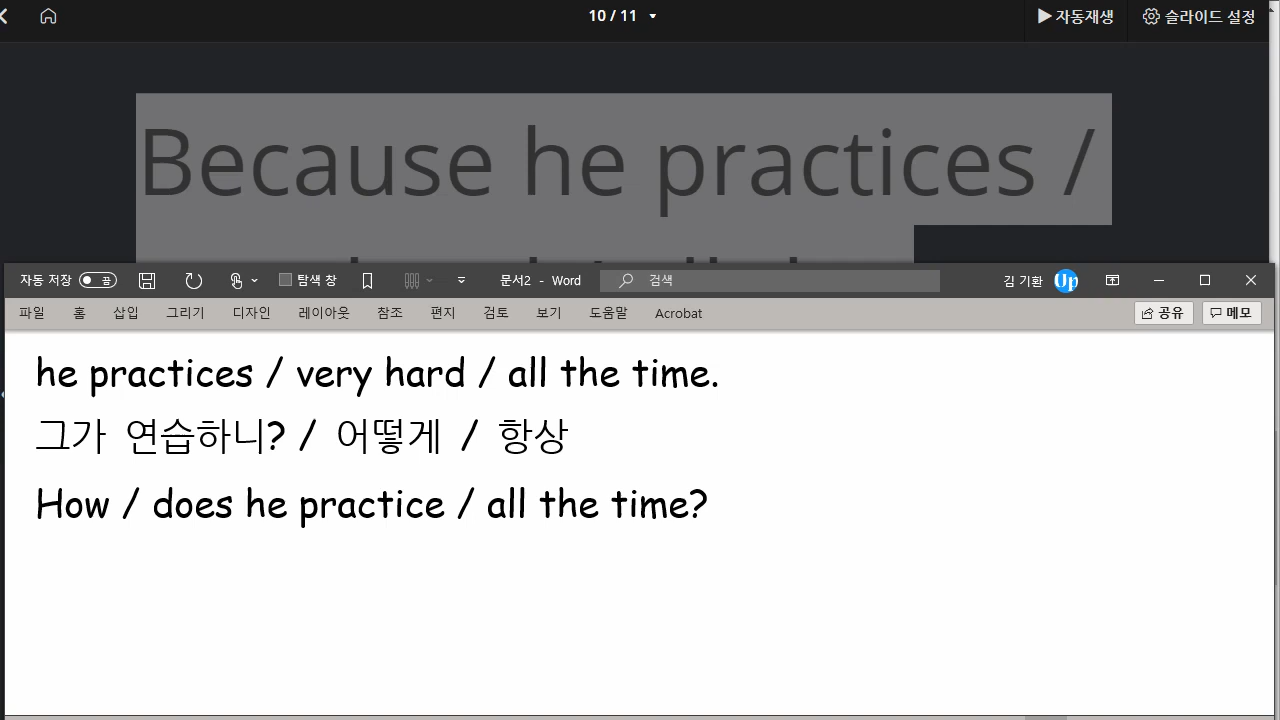 10 / 11
자동재생
슬라이드 설정
Because he practices /
자동 저장
끔
탐색 창
문서2 - Word
검색
김 기환
Up
파일 홈 삽입 그리기 디자인 레이아웃 참조 편지 검토 보기 도움말 Acrobat
공유
메모
he practices / very hard / all the time.
그가 연습하니? / 어떻게 / 항상
How / does he practice / all the time?